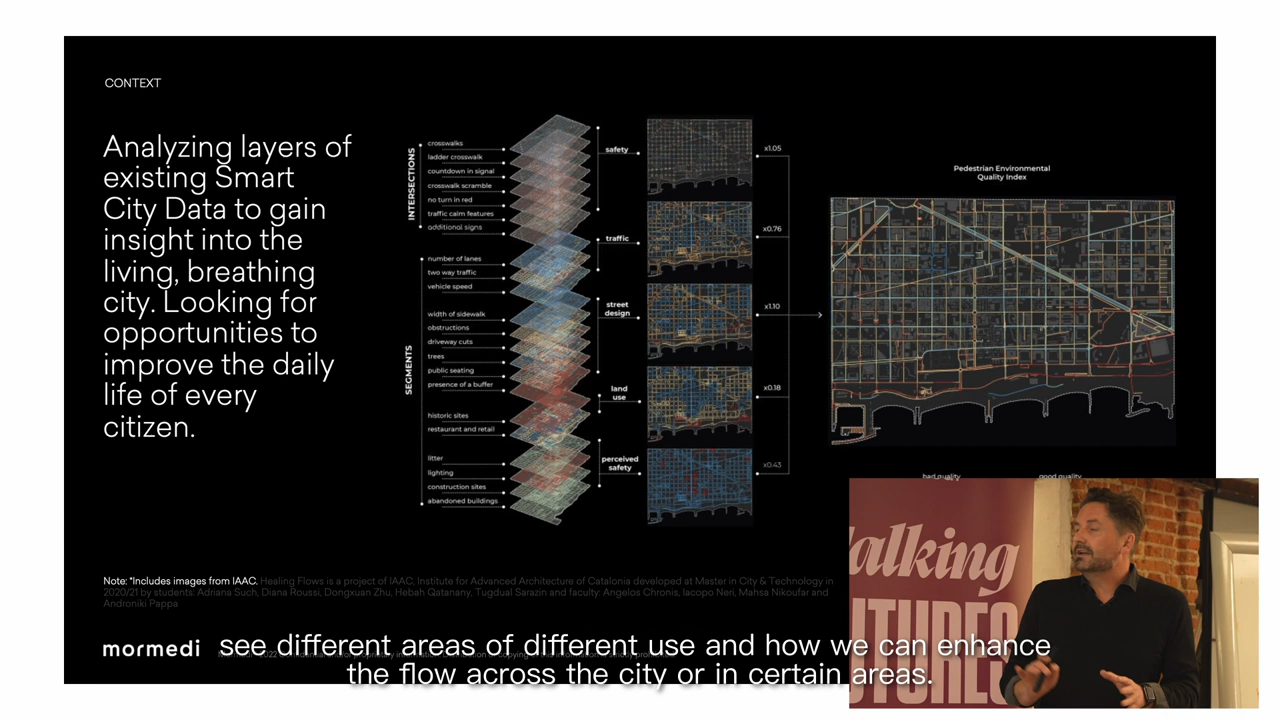 CONTEXT
Analyzing layers of
existing Smart
City Data to gain
insight into the
living, breathing
city. Looking for
opportunities to
improve the daily
life of every
citizen.
INTERSECTIONS
crosswalks
ladder crosswalk
countdown in signal
crosswalk scramble
no turn in red
traffic calm features
additional signs
SEGMENTS
number of lanes
two way traffic
vehicle speed
width of sidewalk
obstructions
driveway cuts
trees
public seating
presence of a buffer
historic sites
restaurant and retail
litter
lighting
construction sites
abandoned buildings
safety
traffic
street
design
land
use
perceived
safety
x1.05
x0.76
x1.10
x0.18
x0.43
Pedestrian Environmental
Quality Index
bad quality
good quality
Note: *Includes images from IAAC. Healing Flows is a project of IAAC, Institute for Advanced Architecture of Catalonia developed at Master in City & Technology in
2020/21 by students: Adriana Such, Diana Roussi, Dongxuan Zhu, Hebah Qatanany, Tugdual Sarazin and faculty: Angelos Chronis, Iacopo Neri, Mahsa Nikoufar and
Androniki Pappa
mormedi
alking
UTURES
UTURES
see different areas of different use and how we can enhance
the flow across the city or in certain areas.